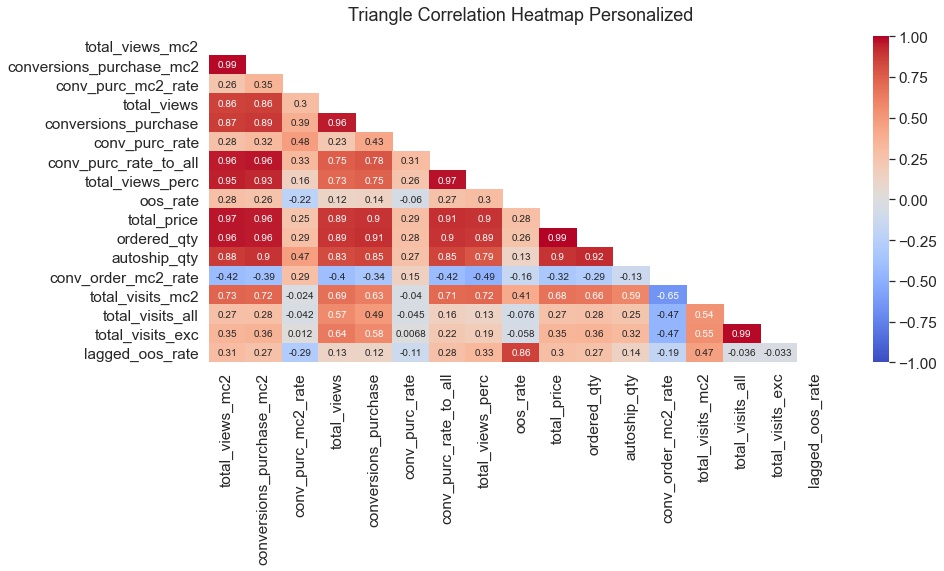 Triangle Correlation Heatmap Personalized
total_views_mc2
conversions_purchase_mc2 0.99
conv_purc_mc2_rate 0.26 0.35
total_views 0.86 0.86 0.3
conversions_purchase 0.87 0.89 0.39 0.96
conv_purc_rate 0.28 0.32 0.48 0.23 0.43
conv_purc_rate_to_all 0.96 0.96 0.33 0.75 0.78 0.31
total_views_perc 0.95 0.93 0.16 0.73 0.75 0.26 0.97
oos_rate 0.28 0.26 -0.22 0.12 0.14 -0.06 0.27 0.3
total_price 0.97 0.96 0.25 0.89 0.9 0.29 0.91 0.9 0.28
ordered_qty 0.96 0.96 0.29 0.89 0.91 0.28 0.9 0.89 0.26 0.99
autoship_qty 0.88 0.9 0.47 0.83 0.85 0.27 0.85 0.79 0.13 0.9 0.92
conv_order_mc2_rate -0.42 -0.39 0.29 -0.4 -0.34 0.15 -0.42 -0.49 -0.16 -0.32 -0.29 -0.13
total_visits_mc2 0.73 0.72 -0.024 0.69 0.63 -0.04 0.71 0.72 0.41 0.68 0.66 0.59 -0.65
total_visits_all 0.27 0.28 -0.042 0.57 0.49 -0.045 0.16 0.13 -0.076 0.27 0.28 0.25 -0.47 0.54
total_visits_exc 0.35 0.36 0.012 0.64 0.58 0.0068 0.22 0.19 -0.058 0.35 0.36 0.32 -0.47 0.55 0.99
lagged_oos_rate 0.31 0.27 -0.29 0.13 0.12 -0.11 0.28 0.33 0.86 0.3 0.27 0.14 -0.19 0.47 -0.036 -0.033
total_views_mc2
conversions_purchase_mc2
conv_purc_mc2_rate
total_views
conversions_purchase
conv_purc_rate
conv_purc_rate_to_all
total_views_perc
oos_rate
total_price
ordered_qty
autoship_qty
conv_order_mc2_rate
total_visits_mc2
total_visits_all
total_visits_exc
lagged_oos_rate
1.00
0.75
0.50
0.25
0.00
−0.25
−0.50
−0.75
−1.00